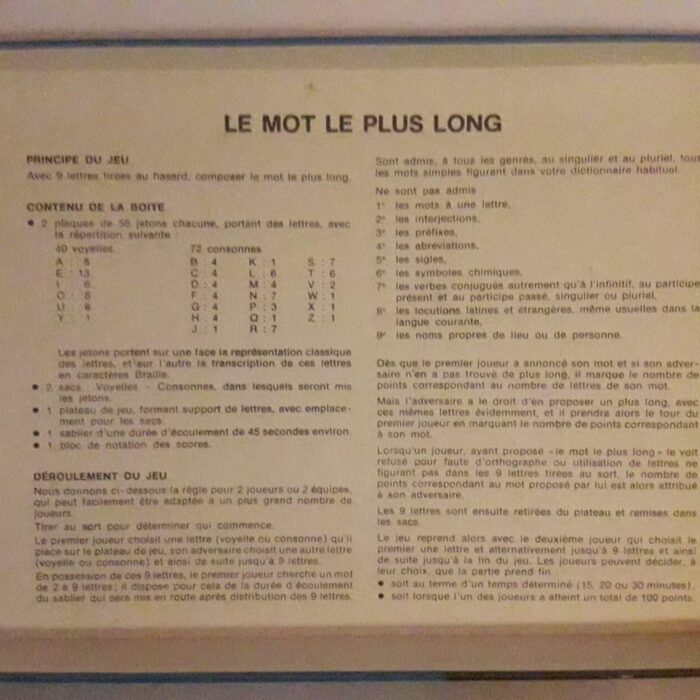 LE MOT LE PLUS LONG
PRINCIPE DU JEU
Avec 9 lettres tirées au hasard, composer le mot le plus long.
CONTENU DE LA BOITE
● 2 plaques de 56 jetons chacune, portant des lettres, avec
la répartition suivante :
40 voyelles 72 consonnes
A : 8 B : 4 K : 1 S : 7
E : 13 C : 4 L : 6 T : 6
I : 6 D : 4 M : 4 V : 2
O : 6 F : 4 N : 7 W : 1
U : 6 G : 4 P : 3 X : 1
Y : 1 H : 4 Q : 1 Z : 1
J : 1 R : 7
Les jetons portent sur une face la représentation classique
des lettres, et sur l'autre la transcription de ces lettres
en caractères Braille.
● 2 sacs : Voyelles - Consonnes, dans lesquels seront mis
les jetons.
● 1 plateau de jeu, formant support de lettres, avec emplace-
ment pour les sacs.
● 1 sablier d'une durée d'écoulement de 45 secondes environ.
● 1 bloc de notation des scores.
DÉROULEMENT DU JEU
Nous donnons ci-dessous la règle pour 2 joueurs ou 2 équipes,
qui peut facilement être adaptée à un plus grand nombre de
joueurs.
Tirer au sort pour déterminer qui commence.
Le premier joueur choisit une lettre (voyelle ou consonne) qu'il
place sur le plateau de jeu, son adversaire choisit une autre lettre
(voyelle ou consonne) et ainsi de suite jusqu'à 9 lettres.
En possession de ces 9 lettres, le premier joueur cherche un mot
de 2 à 9 lettres ; il dispose pour cela de la durée d'écoulement
du sablier qui sera mis en route après distribution des 9 lettres.
Sont admis, à tous les genres, au singulier et au pluriel, tous
les mots simples figurant dans votre dictionnaire habituel.
Ne sont pas admis :
1° les mots à une lettre,
2° les interjections,
3° les préfixes,
4° les abréviations,
5° les sigles,
6° les symboles chimiques,
7° les verbes conjugués autrement qu'à l'infinitif, au participe
présent et au participe passé, singulier ou pluriel,
8° les locutions latines et étrangères, même usuelles dans la
langue courante,
9° les noms propres de lieu ou de personne.
Dès que le premier joueur a annoncé son mot et si son adver-
saire n'en a pas trouvé de plus long, il marque le nombre de
points correspondant au nombre de lettres de son mot.
Mais l'adversaire a le droit d'en proposer un plus long, avec
ces mêmes lettres évidemment, et il prendra alors le tour du
premier joueur en marquant le nombre de points correspondant
à son mot.
Lorsqu'un joueur, ayant proposé «le mot le plus long» le voit
refusé pour faute d'orthographe ou utilisation de lettres ne
figurant pas dans les 9 lettres tirées au sort, le nombre de
points correspondant au mot proposé par lui est alors attribué
à son adversaire.
Les 9 lettres sont ensuite retirées du plateau et remises dans
les sacs.
Le jeu reprend alors avec le deuxième joueur qui choisit le
premier une lettre et alternativement jusqu'à 9 lettres et ainsi
de suite jusqu'à la fin du jeu. Les joueurs peuvent décider, à
leur choix, que la partie prend fin :
● soit au terme d'un temps déterminé (15, 20 ou 30 minutes),
● soit lorsque l'un des joueurs a atteint un total de 100 points.